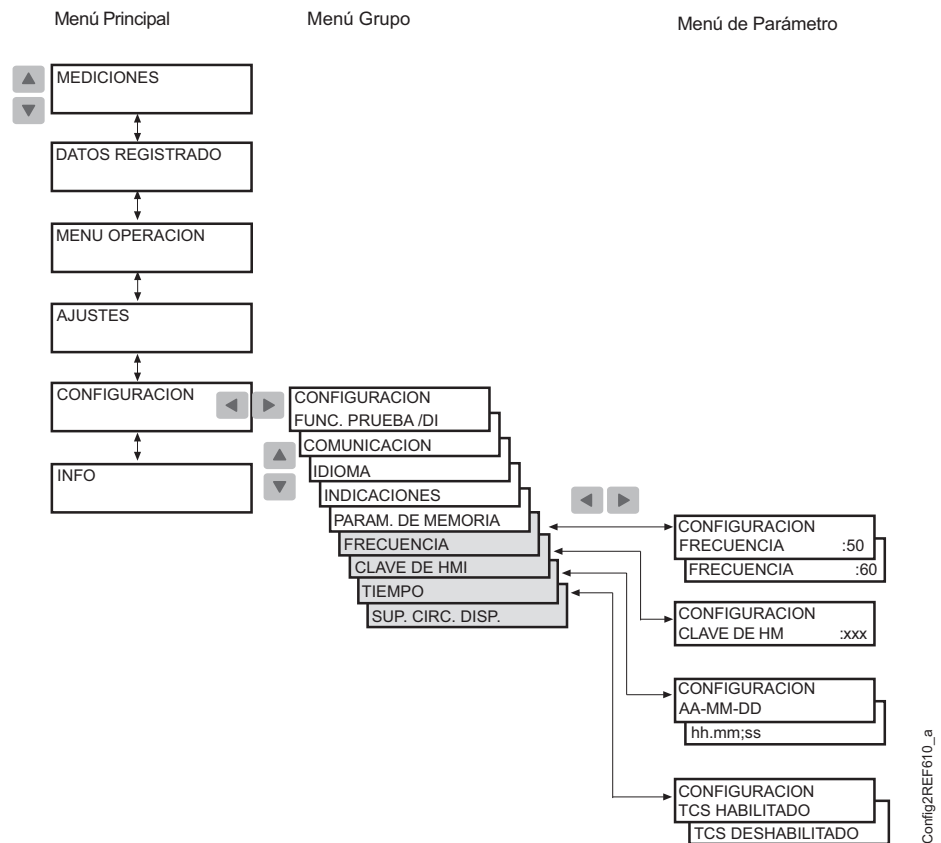 Menú Principal
Menú Grupo
Menú de Parámetro
MEDICIONES
DATOS REGISTRADO
MENU OPERACION
AJUSTES
CONFIGURACION
INFO
CONFIGURACION
FUNC. PRUEBA /DI
COMUNICACION
IDIOMA
INDICACIONES
PARAM. DE MEMORIA
FRECUENCIA
CLAVE DE HMI
TIEMPO
SUP. CIRC. DISP.
CONFIGURACION
FRECUENCIA :50
FRECUENCIA :60
CONFIGURACION
CLAVE DE HM :xxx
CONFIGURACION
AA-MM-DD
hh.mm;ss
CONFIGURACION
TCS HABILITADO
TCS DESHABILITADO
Config2REF610_a